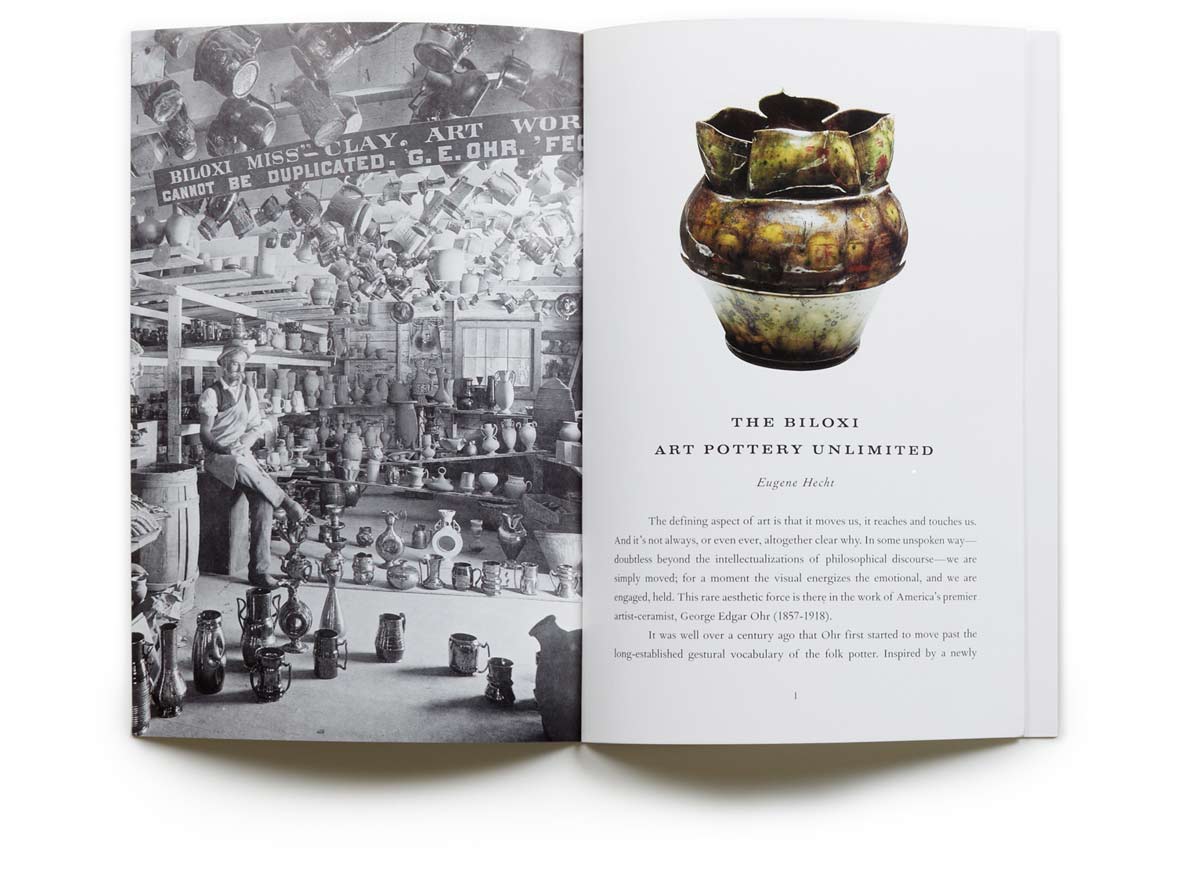 BILOXI MISS" CLAY, ART WOR
CANNOT BE DUPLICATED. 'G. E. OHR. 'FEC
THE BILOXI
ART POTTERY UNLIMITED
Eugene Hecht
The defining aspect of art is that it moves us, it reaches and touches us.
And it's not always, or even ever, altogether clear why. In some unspoken way—
doubtless beyond the intellectualizations of philosophical discourse—we are
simply moved; for a moment the visual energizes the emotional, and we are
engaged, held. This rare aesthetic force is there in the work of America's premier
artist-ceramist, George Edgar Ohr (1857-1918).
It was well over a century ago that Ohr first started to move past the
long-established gestural vocabulary of the folk potter. Inspired by a newly
1